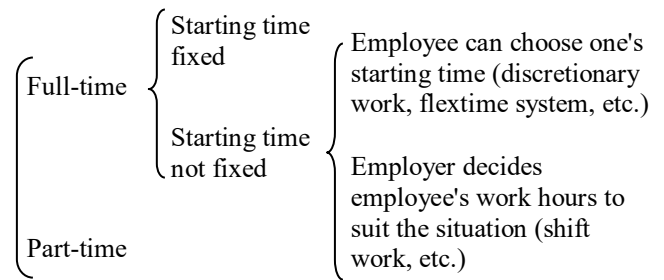 Full-time
Starting time
fixed
Starting time
not fixed
Employee can choose one's
starting time (discretionary
work, flextime system, etc.)
Employer decides
employee's work hours to
suit the situation (shift
work, etc.)
Part-time